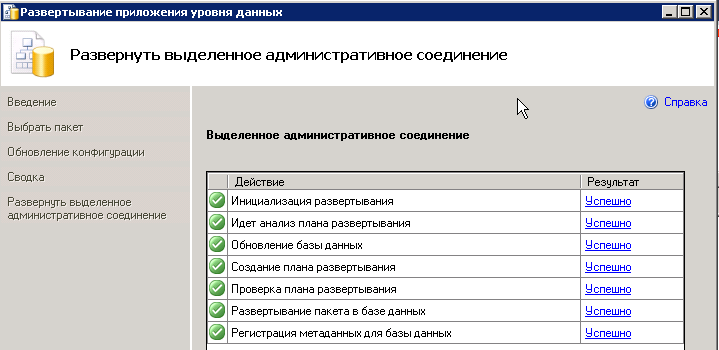 Развертывание приложения уровня данных
Развернуть выделенное административное соединение
Введение
Выбрать пакет
Обновление конфигурации
Сводка
Развернуть выделенное
административное соединение
Справка
Выделенное административное соединение
Действие Результат
Инициализация развертывания Успешно
Идет анализ плана развертывания Успешно
Обновление базы данных Успешно
Создание плана развертывания Успешно
Проверка плана развертывания Успешно
Развертывание пакета в базе данных Успешно
Регистрация метаданных для базы данных Успешно